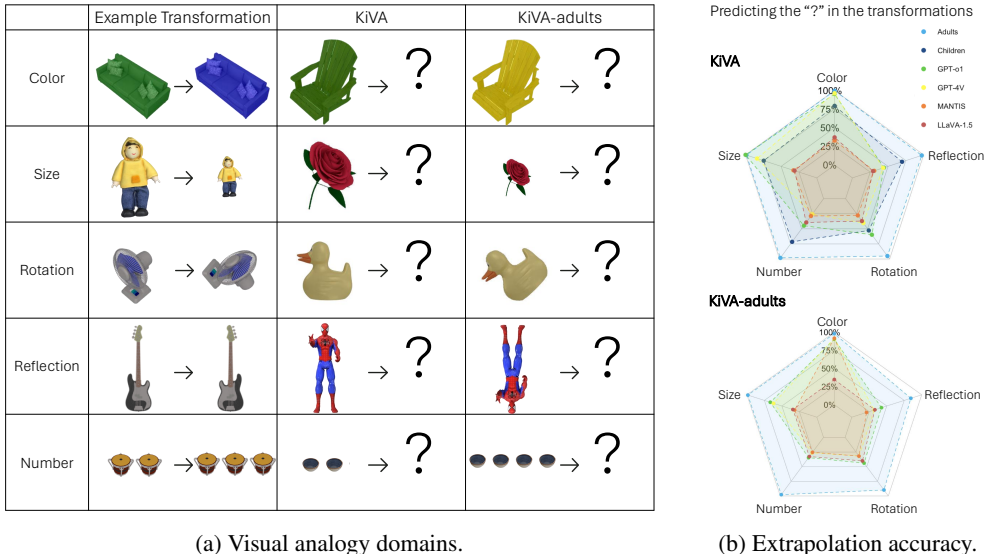 Example Transformation KiVA KiVA-adults
Color → ? → ?
Size → ? → ?
Rotation → ? → ?
Reflection → ? → ?
Number → ? → ?
(a) Visual analogy domains.
Predicting the “?” in the transformations
Adults
Children
GPT-o1
GPT-4V
MANTIS
LLaVA-1.5
KiVA
Color
100%
75%
50%
25%
0%
Size
Reflection
Number
Rotation
KiVA-adults
Color
100%
75%
50%
25%
0%
Size
Reflection
Number
Rotation
(b) Extrapolation accuracy.